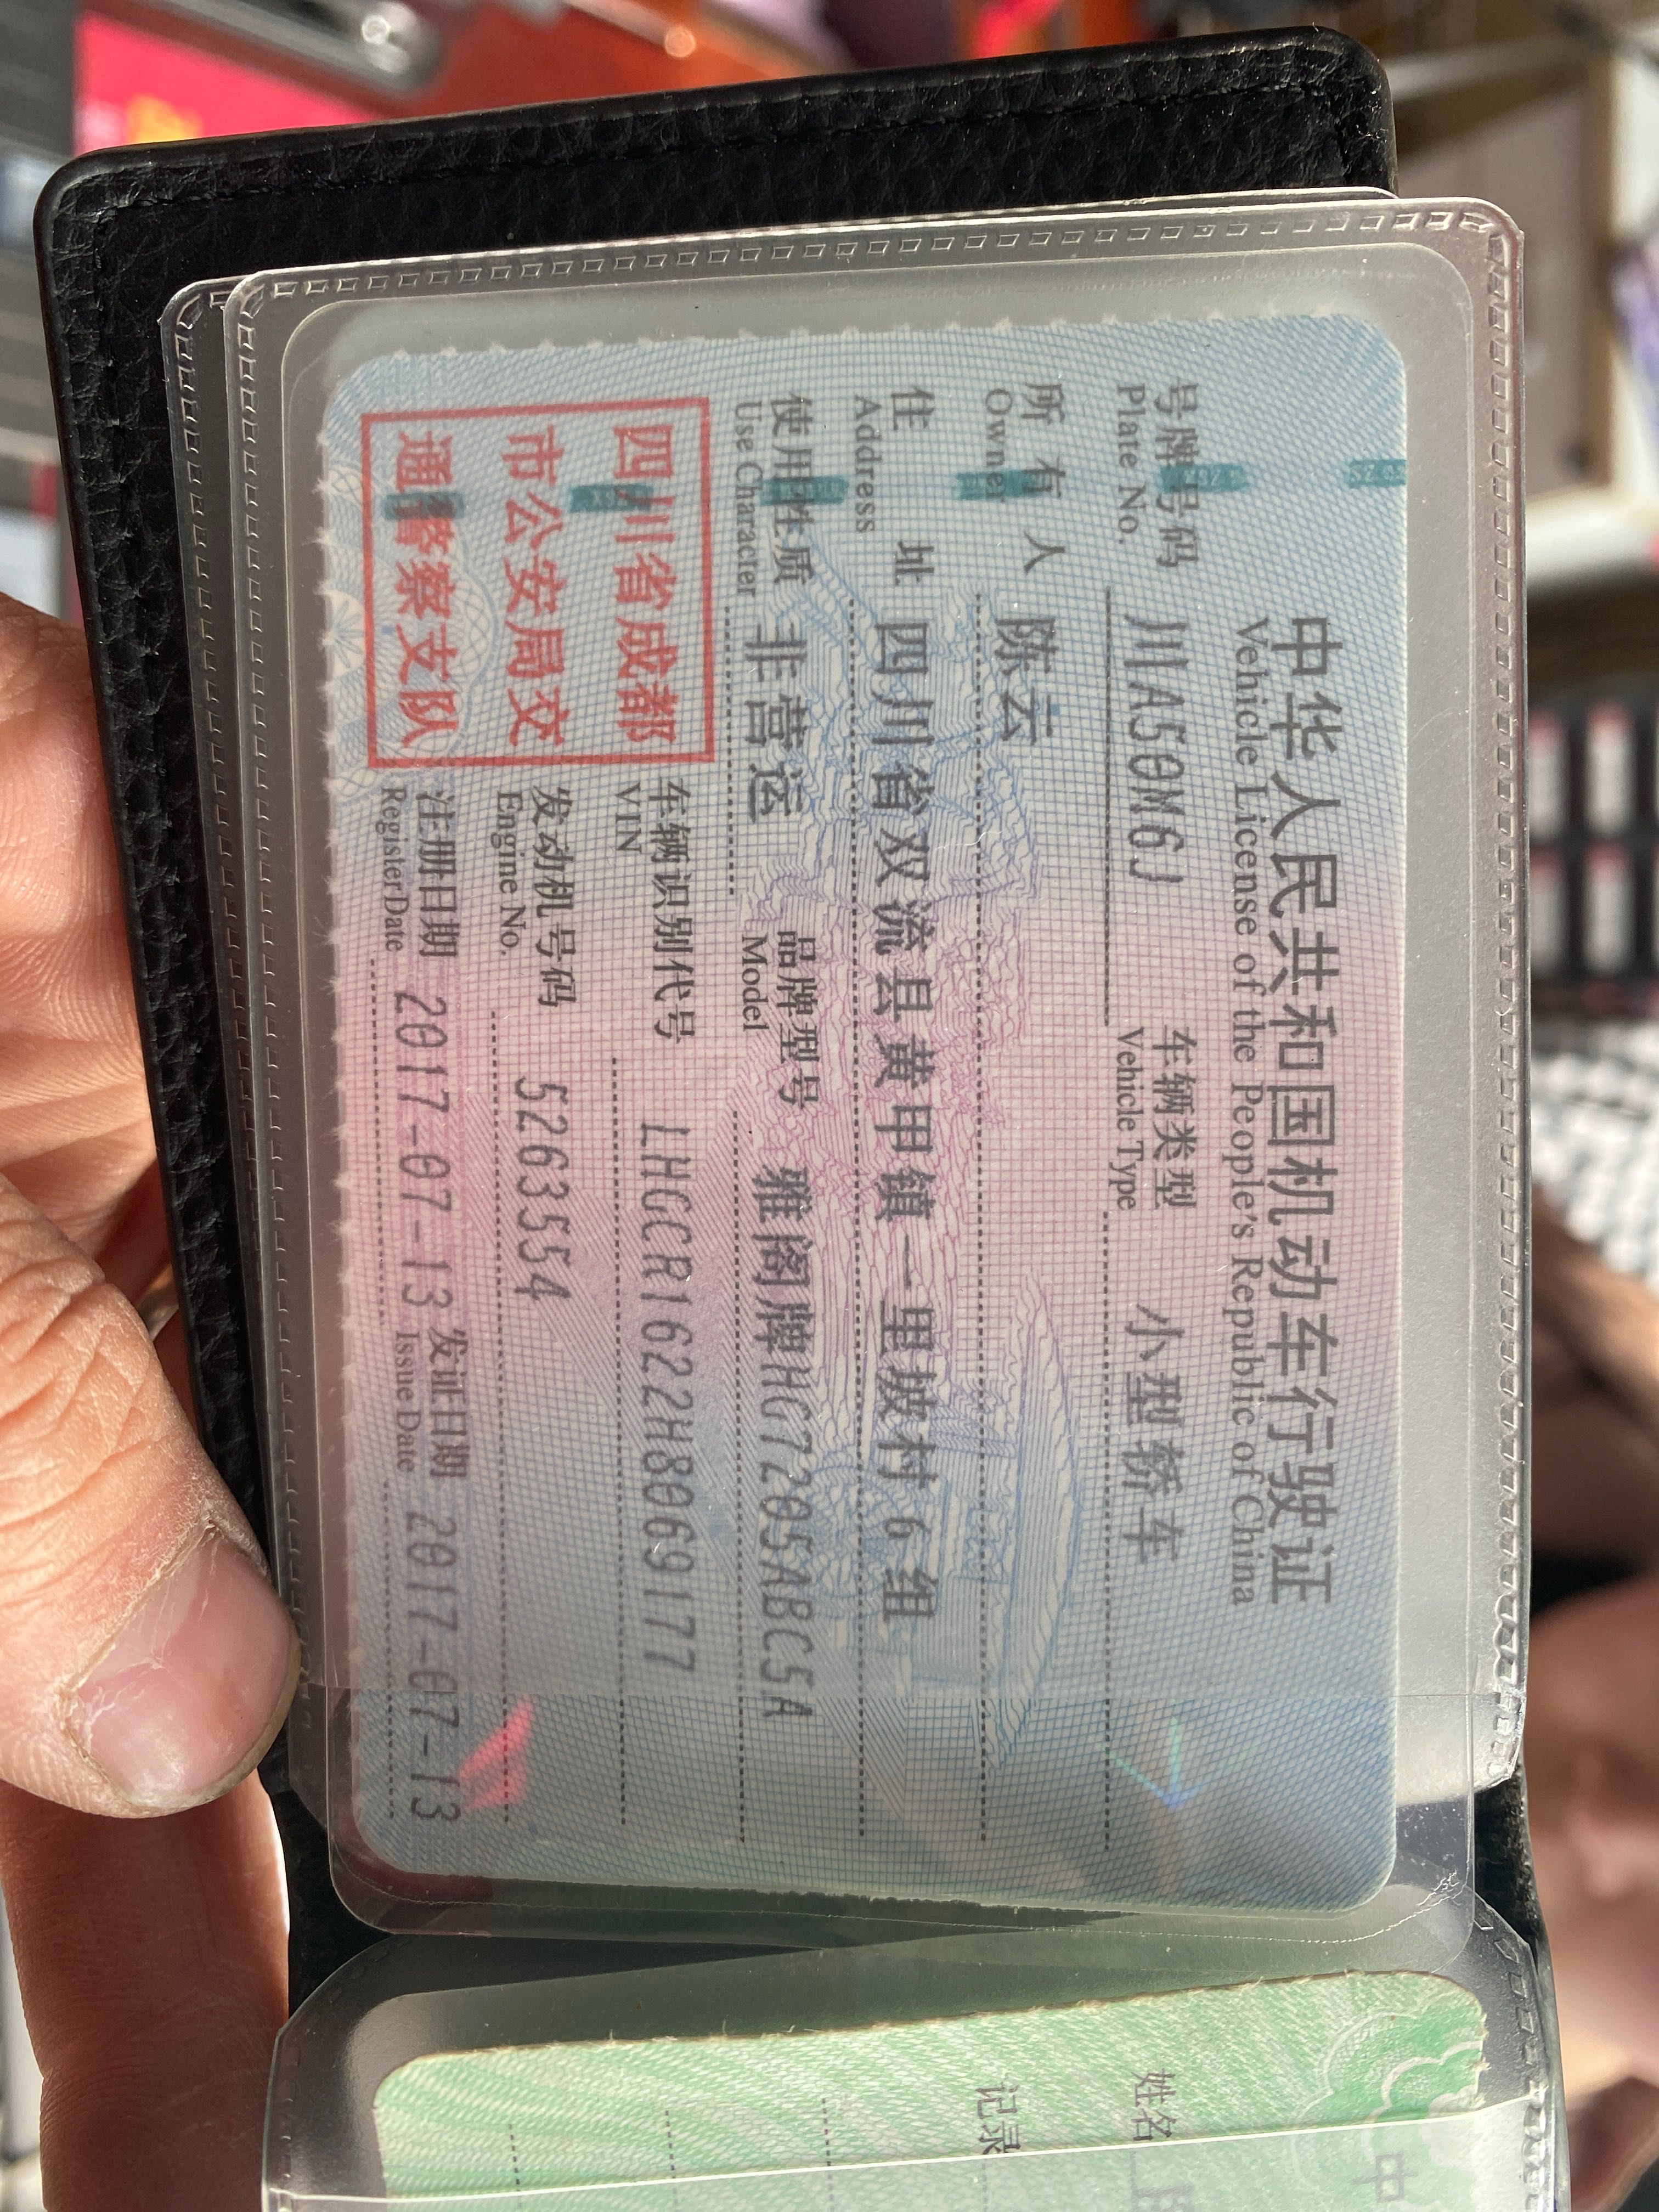 中华人民共和国机动车行驶证
Vehicle License of the People's Republic of China
号牌号码 川A50M6J 车辆类型 小型轿车
Plate No. Vehicle Type
所有人 陈云
Owner
住址 四川省双流县黄甲镇一里坡村6组
Address
使用性质 非营运 品牌型号 雅阁牌HG7205ABC5A
Use Character Model
四川省成都
市公安局交
通警察支队
车辆识别代号 LHGCR1622H8069177
VIN
发动机号码 5263554
Engine No.
注册日期 2017-07-13 发证日期 2017-07-13
Register Date Issue Date
中
姓名
记录